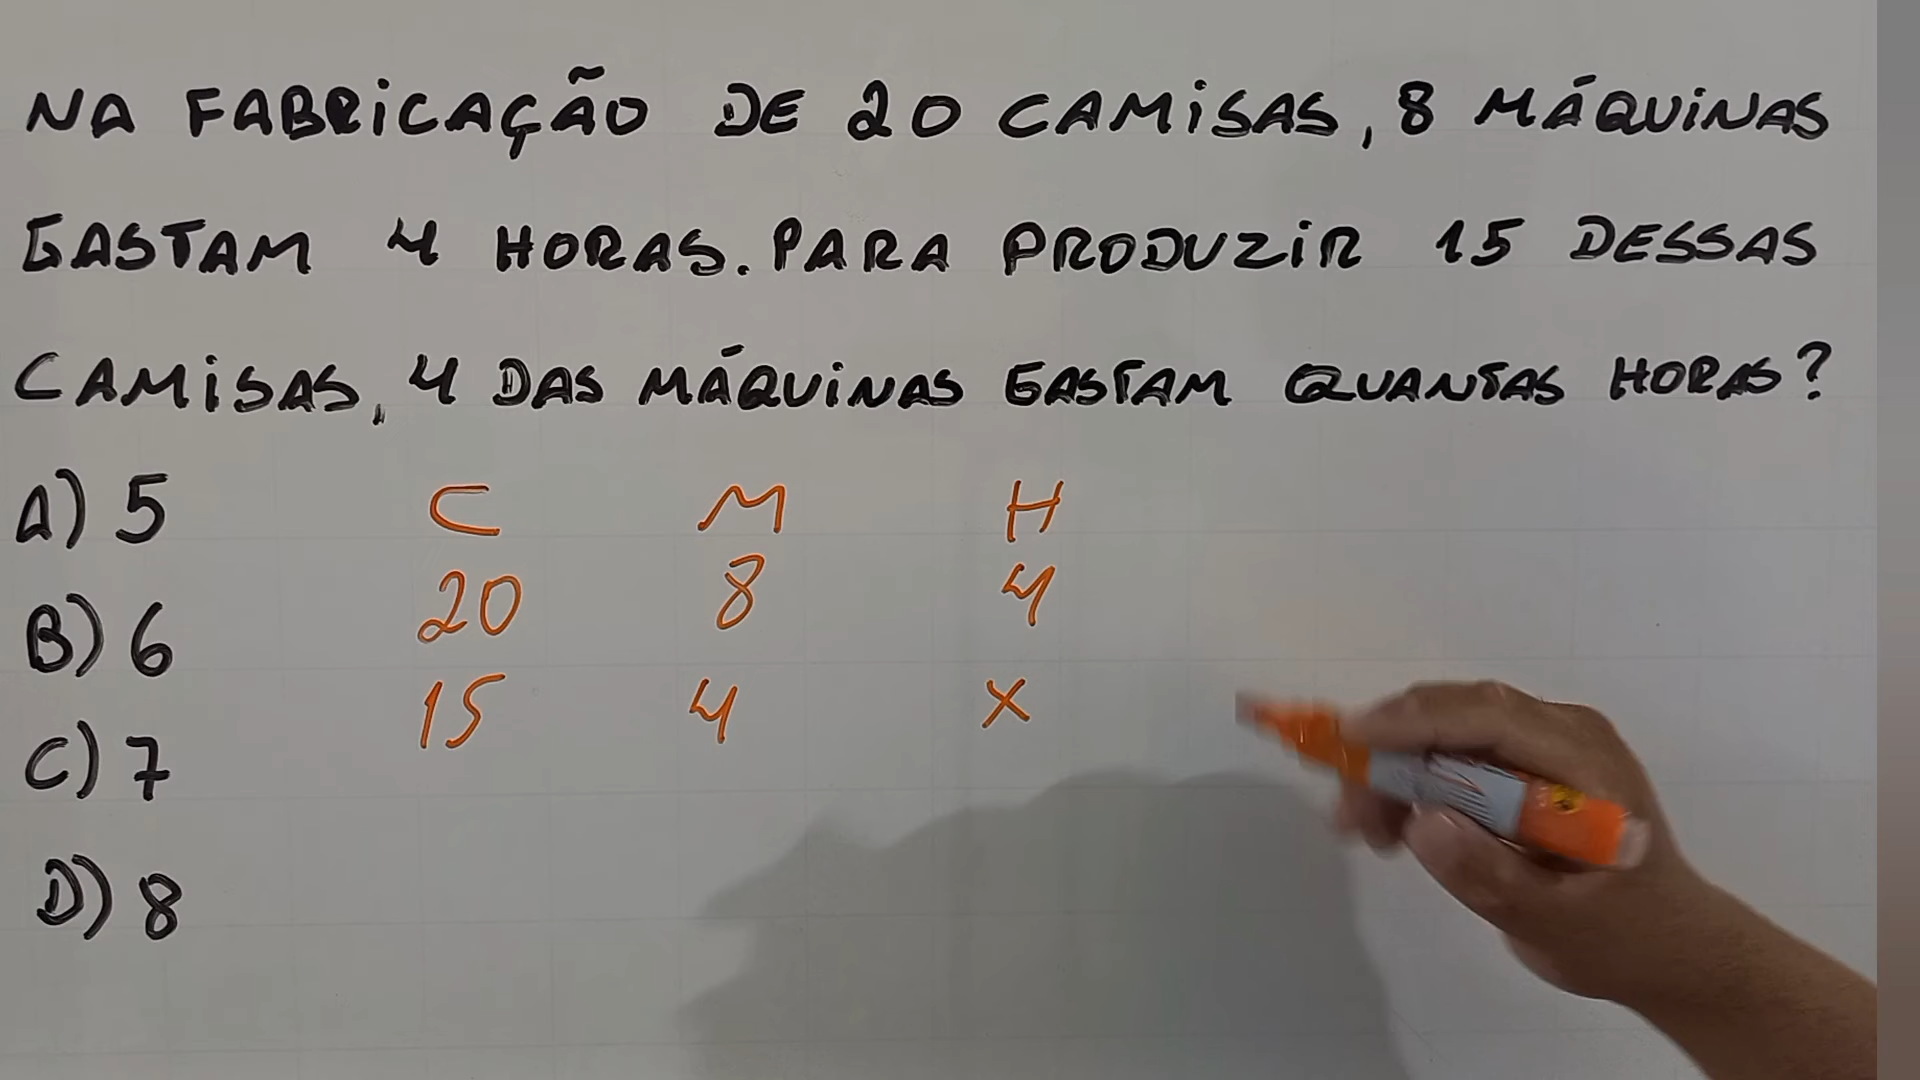 NA FABRICAÇÃO DE 20 CAMISAS, 8 MÁQUINAS
GASTAM 4 HORAS. PARA PRODUZIR 15 DESSAS
CAMISAS, 4 DAS MÁQUINAS GASTAM QUANTAS HORAS?
A) 5
C M H
20 8 4
B) 6
15 4 X
C) 7
D) 8